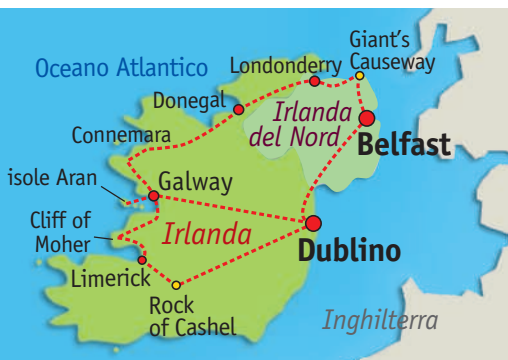 Giant's
Causeway
Oceano Atlantico
Londonderry
Donegal
Irlanda
del Nord
Belfast
Connemara
isole Aran
Galway
Cliff of
Moher
Irlanda
Dublino
Limerick
Rock
of Cashel
Inghilterra